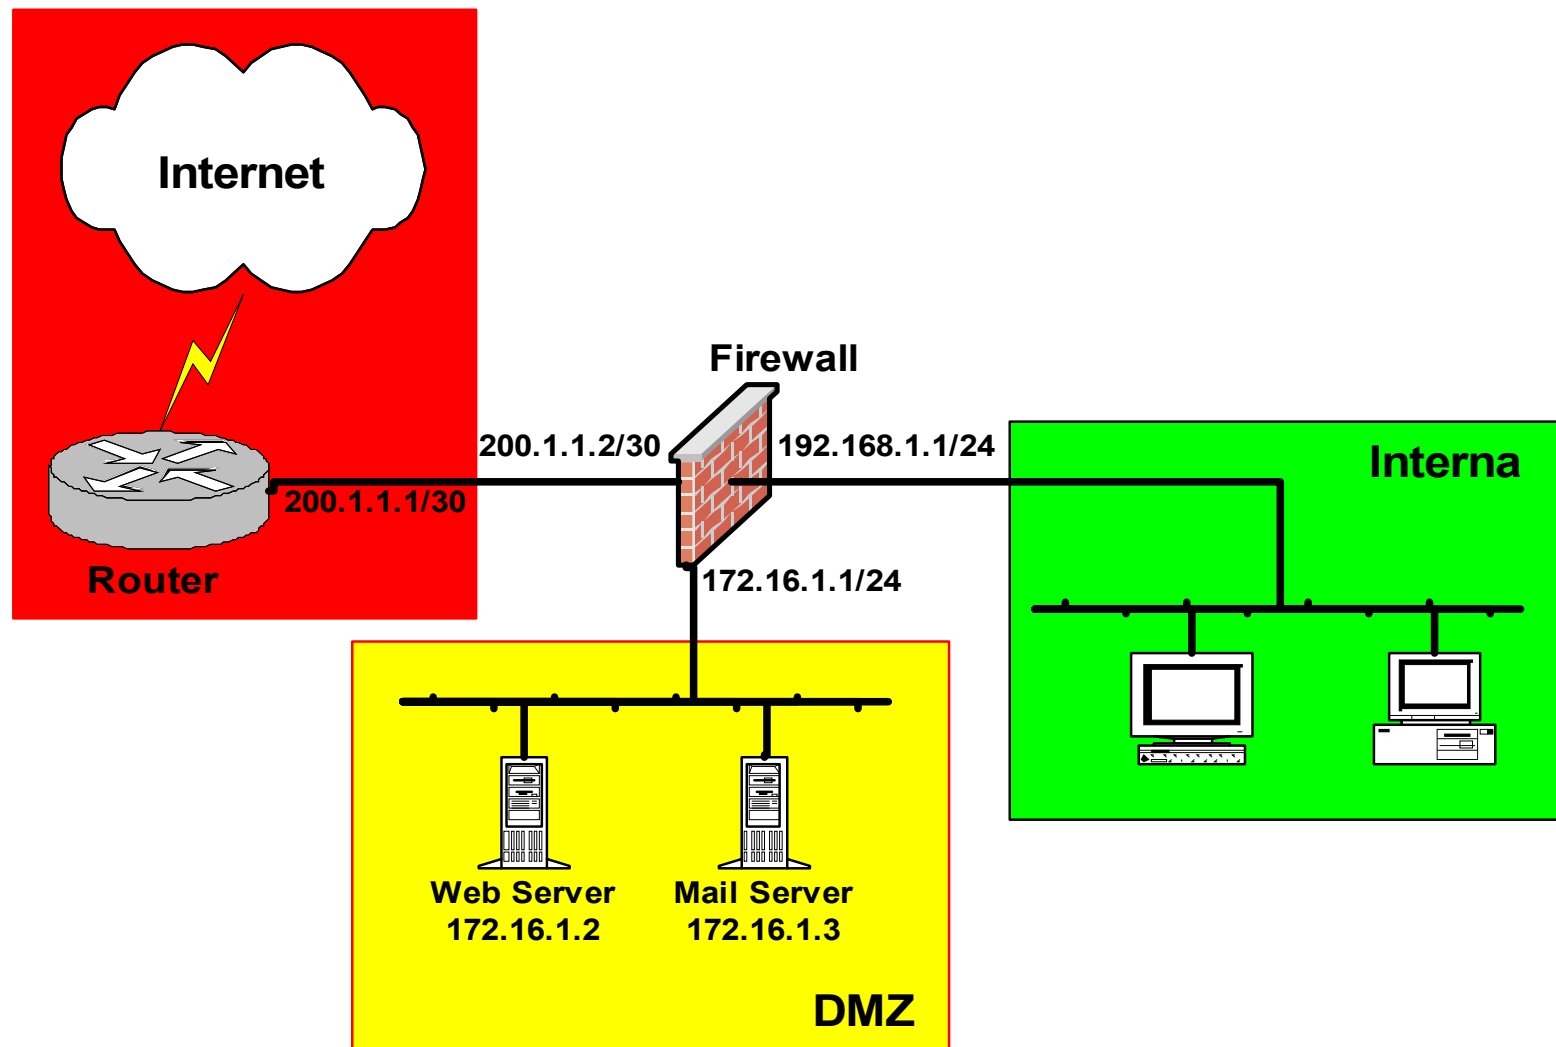 Internet
Firewall
200.1.1.2/30
192.168.1.1/24
Interna
200.1.1.1/30
Router
172.16.1.1/24
Web Server
172.16.1.2
Mail Server
172.16.1.3
DMZ